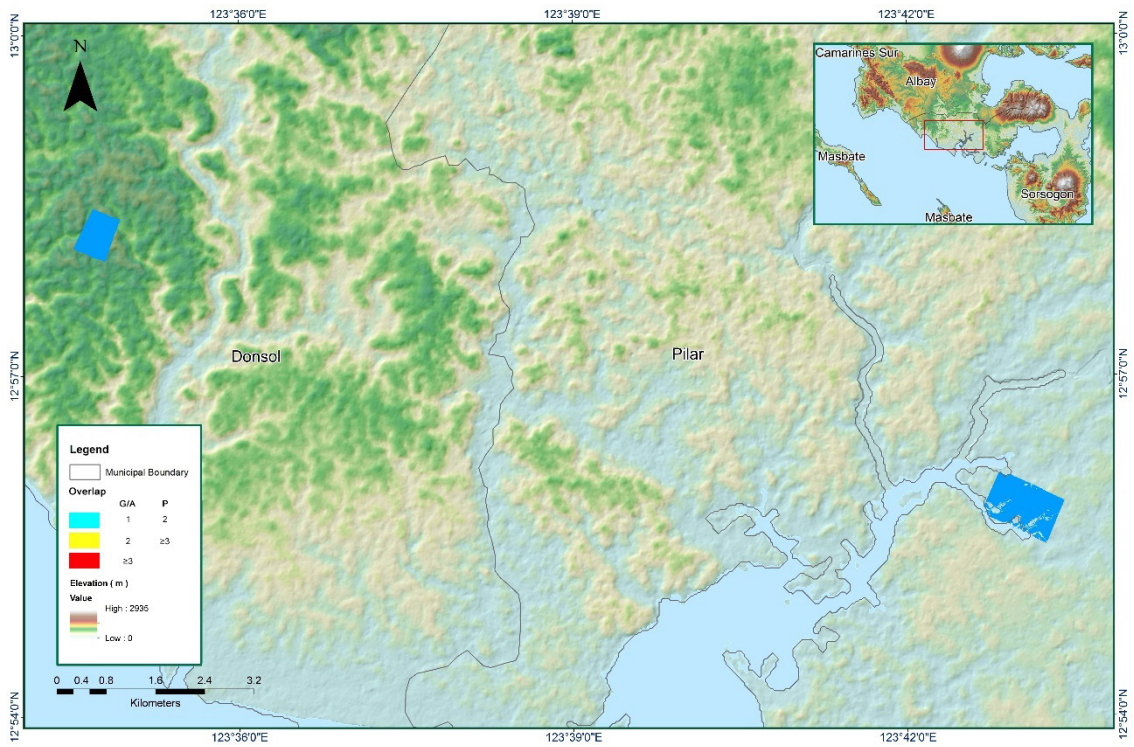 123°36'0"E 123°39'0"E 123°42'0"E
13°0'0"N 13°0'0"N
N
Camarines Sur
Albay
Masbate
Sorsogon
Masbate
Donsol
Pilar
12°57'0"N 12°57'0"N
Legend
Municipal Boundary
Overlap
G/A P
1 2
2 ≥3
≥3
Elevation ( m )
Value
High : 2936
Low : 0
0 0.4 0.8 1.6 2.4 3.2
Kilometers
12°54'0"N 12°54'0"N
123°36'0"E 123°39'0"E 123°42'0"E